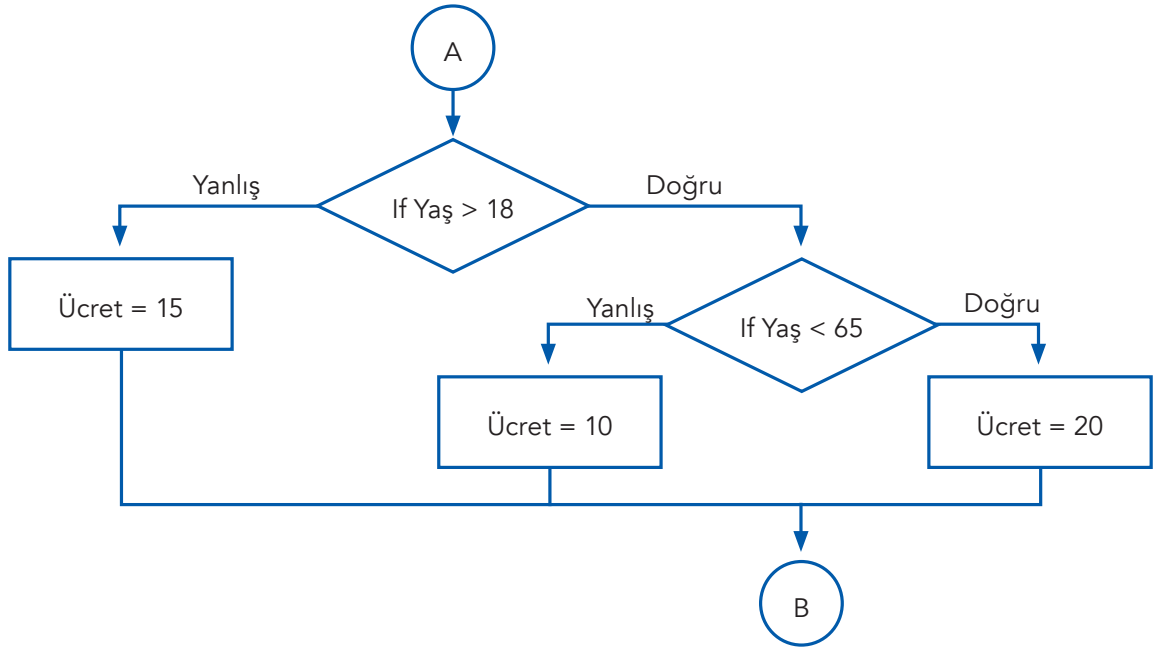 A
Yanlış
Doğru
If Yaş > 18
Ücret = 15
Yanlış
Doğru
If Yaş < 65
Ücret = 10
Ücret = 20
B